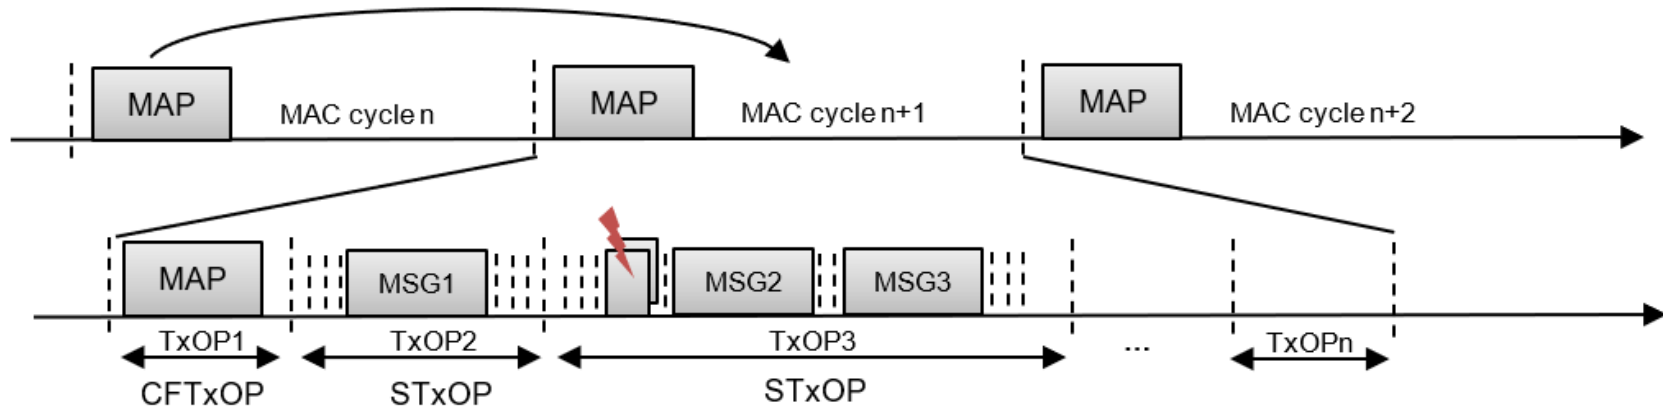 MAP MAC cycle n MAP MAC cycle n+1 MAP MAC cycle n+2
MAP MSG1 MSG2 MSG3
TxOP1 TxOP2 TxOP3 ... TxOPn
CFTxOP STxOP STxOP